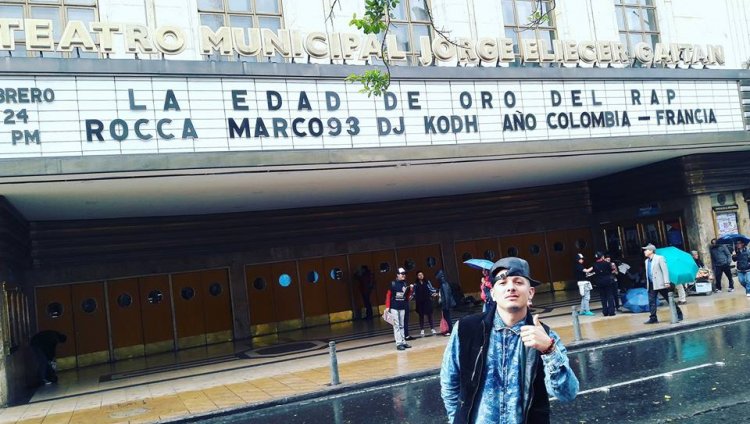 TEATRO MUNICIPAL JORGE ELIECER GAITAN
BRERO
24
PM
LA EDAD DE ORO DEL RAP
ROCCA MARCO93 DJ KODH AÑO COLOMBIA - FRANCIA